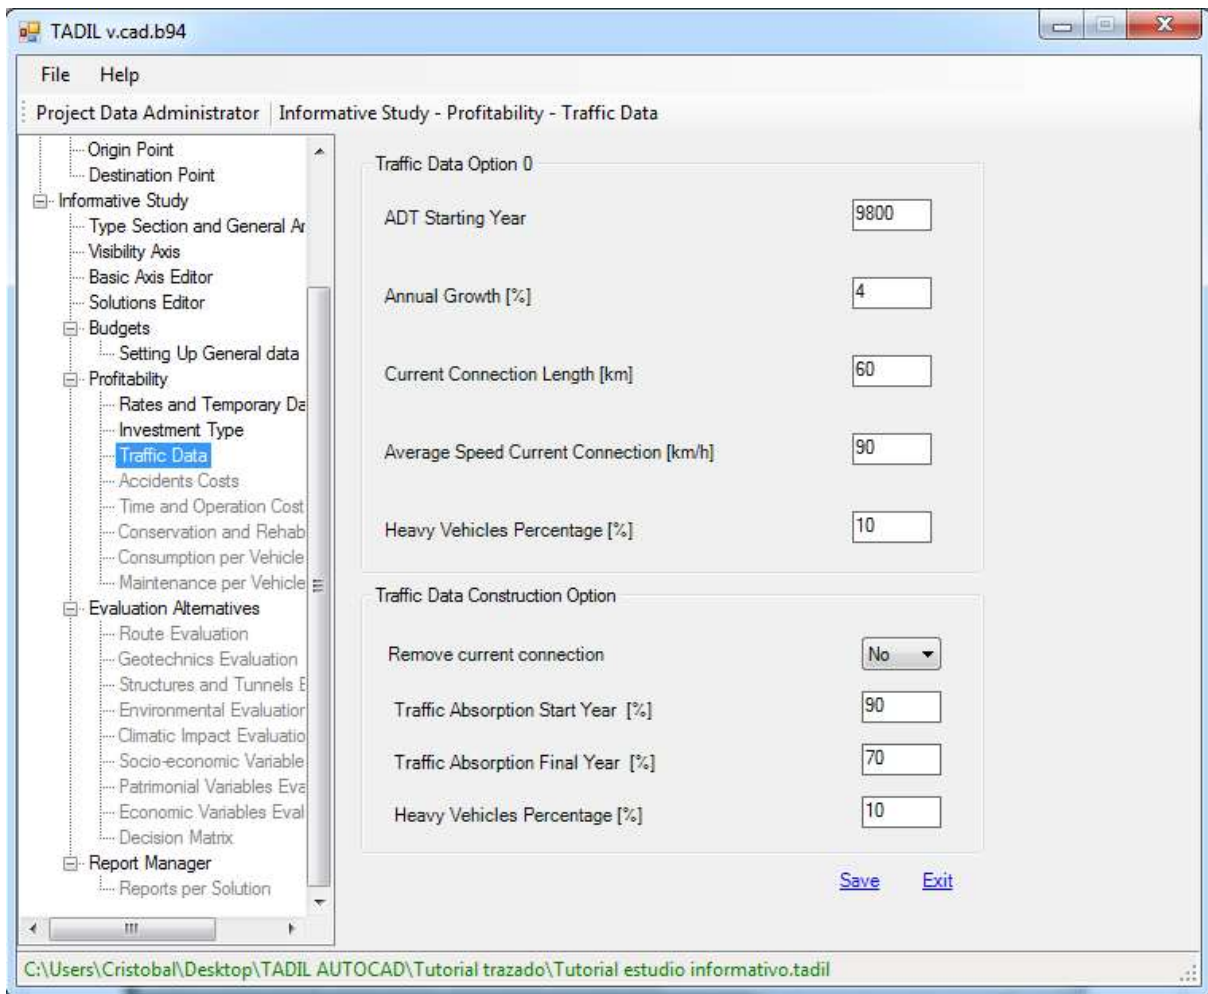 TADIL v.cad.b94
File Help
Project Data Administrator Informative Study - Profitability - Traffic Data
Origin Point
Destination Point
Informative Study
Type Section and General Ar
Visibility Axis
Basic Axis Editor
Solutions Editor
Budgets
Setting Up General data
Profitability
Rates and Temporary Da
Investment Type
Traffic Data
Accidents Costs
Time and Operation Cost
Conservation and Rehab
Consumption per Vehicle
Maintenance per Vehicle
Evaluation Alternatives
Route Evaluation
Geotechnics Evaluation
Structures and Tunnels E
Environmental Evaluation
Climatic Impact Evaluatio
Socio-economic Variable
Patrimonial Variables Eva
Economic Variables Eval
Decision Matrix
Report Manager
Reports per Solution
Traffic Data Option 0
ADT Starting Year 9800
Annual Growth [%] 4
Current Connection Length [km] 60
Average Speed Current Connection [km/h] 90
Heavy Vehicles Percentage [%] 10
Traffic Data Construction Option
Remove current connection No
Traffic Absorption Start Year [%] 90
Traffic Absorption Final Year [%] 70
Heavy Vehicles Percentage [%] 10
Save Exit
C:\Users\Cristobal\Desktop\TADIL AUTOCAD\Tutorial trazado\Tutorial estudio informativo.tadil